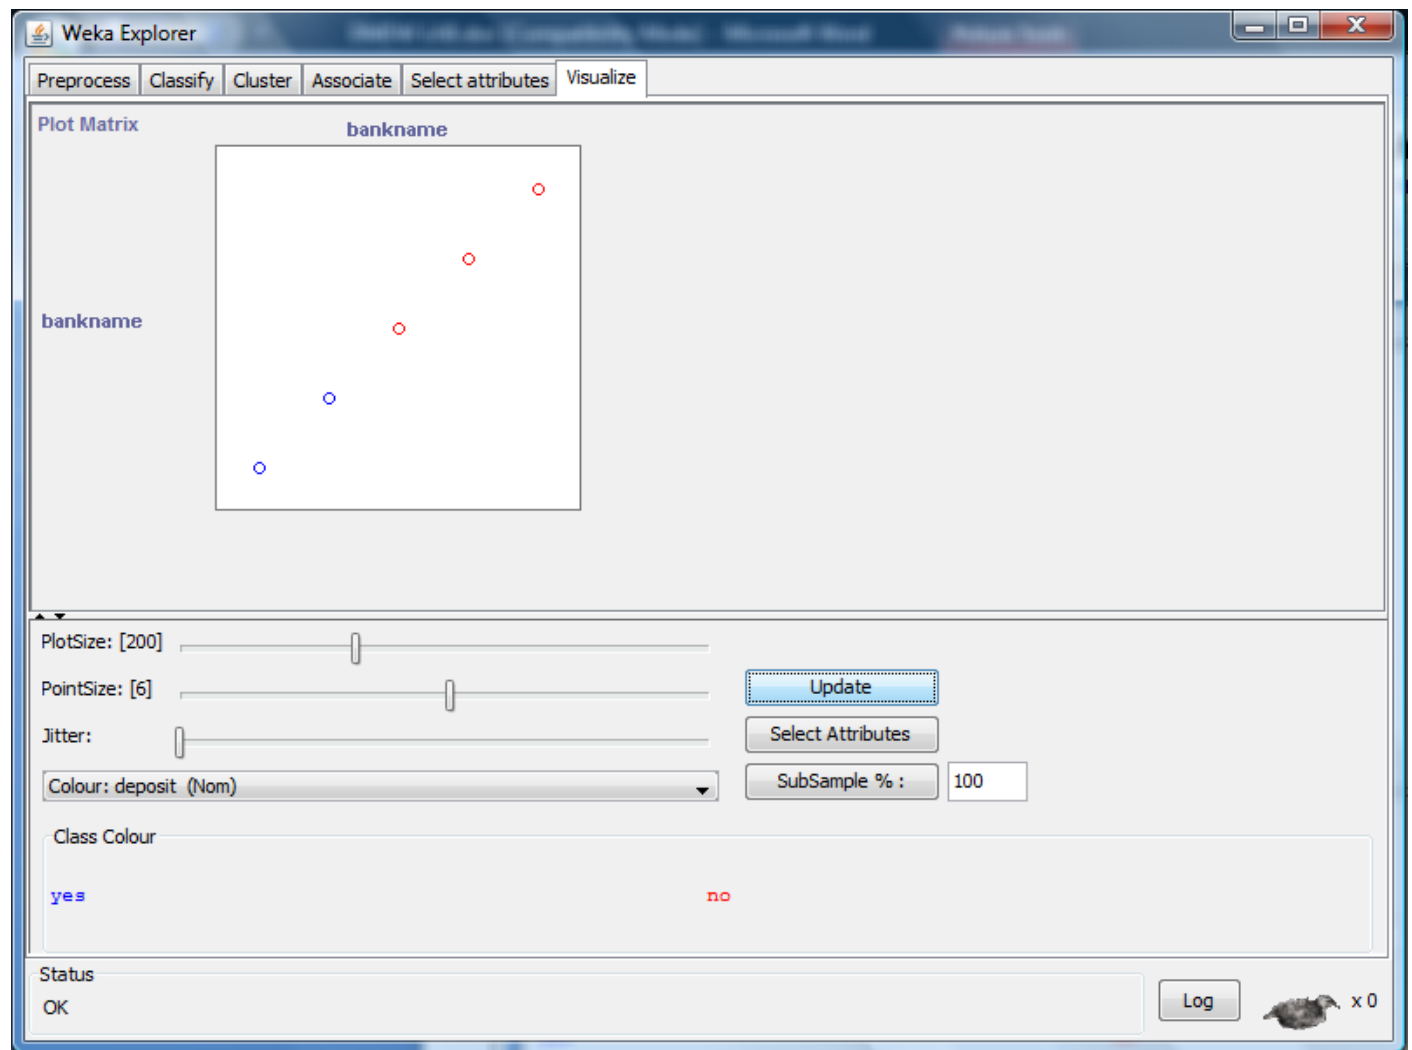 Weka Explorer
Preprocess Classify Cluster Associate Select attributes Visualize
Plot Matrix
bankname
bankname
PlotSize: [200]
PointSize: [6]
Update
Jitter:
Select Attributes
Colour: deposit (Nom)
SubSample % : 100
Class Colour
yes no
Status
OK
Log x 0